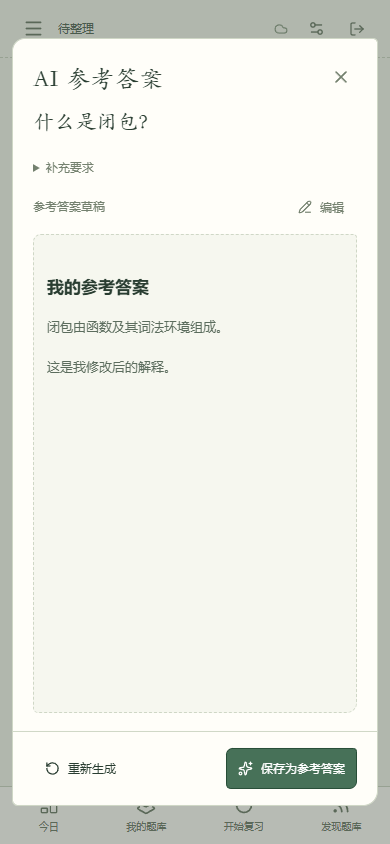 待整理
AI 参考答案
什么是闭包?
补充要求
参考答案草稿
编辑
我的参考答案
闭包由函数及其词法环境组成。
这是我修改后的解释。
重新生成
保存为参考答案
今日
我的题库
开始复习
发现题库